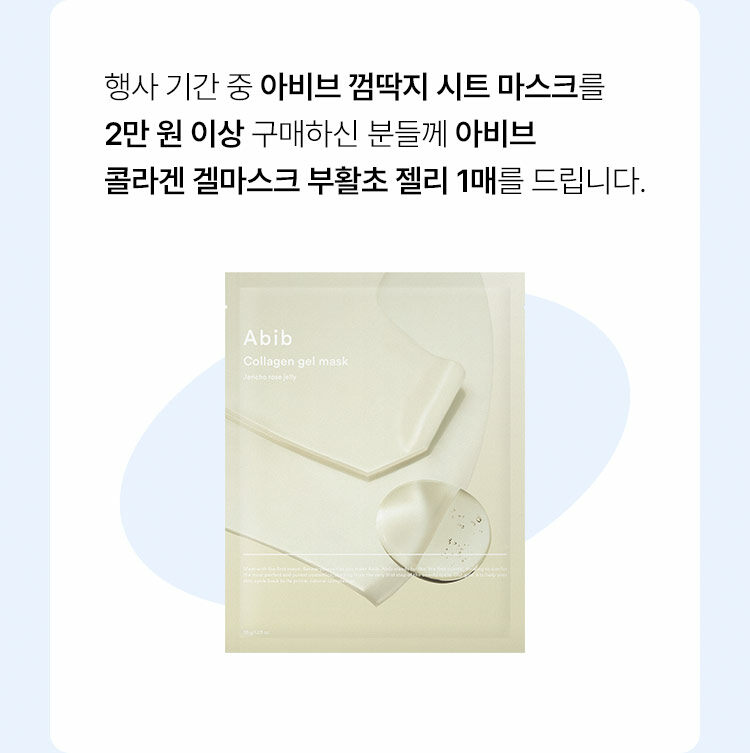 행사 기간 중 아비브 껌딱지 시트 마스크를
2만 원 이상 구매하신 분들께 아비브
콜라겐 겔마스크 부활초 젤리 1매를 드립니다.
Abib
Collagen gel mask
Jericho rose jelly